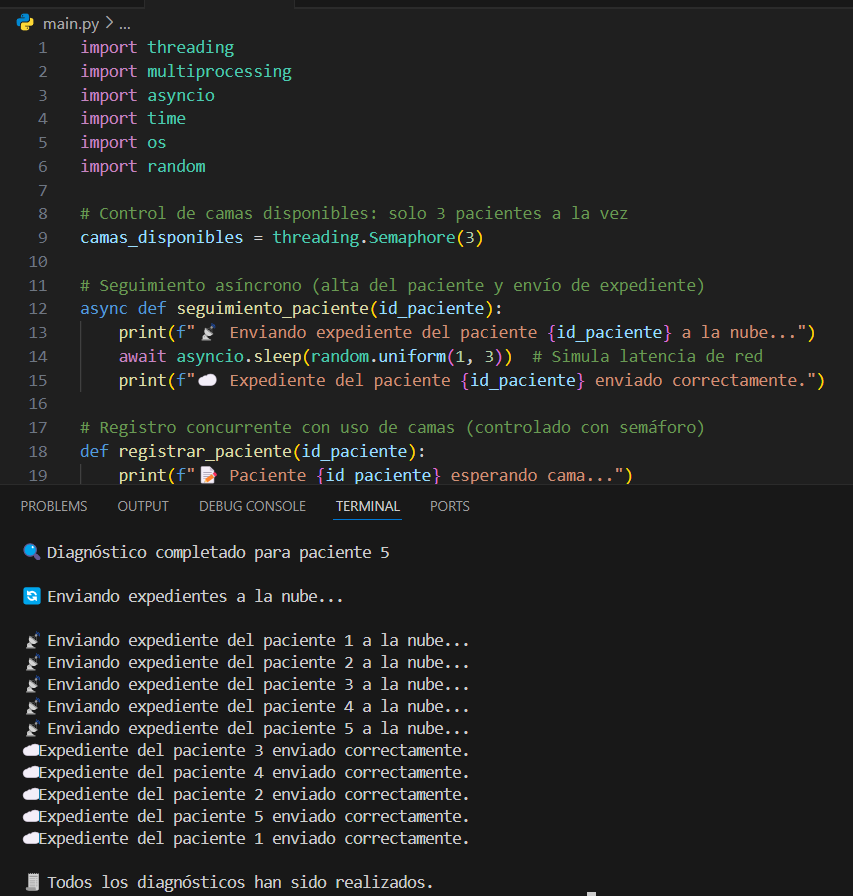 main.py > ...
1 import threading
2 import multiprocessing
3 import asyncio
4 import time
5 import os
6 import random
7
8 # Control de camas disponibles: solo 3 pacientes a la vez
9 camas_disponibles = threading.Semaphore(3)
10
11 # Seguimiento asíncrono (alta del paciente y envío de expediente)
12 async def seguimiento_paciente(id_paciente):
13     print(f"📡 Enviando expediente del paciente {id_paciente} a la nube...")
14     await asyncio.sleep(random.uniform(1, 3))  # Simula latencia de red
15     print(f"☁️ Expediente del paciente {id_paciente} enviado correctamente.")
16
17 # Registro concurrente con uso de camas (controlado con semáforo)
18 def registrar_paciente(id_paciente):
19     print(f"📝 Paciente {id_paciente} esperando cama...")
PROBLEMS OUTPUT DEBUG CONSOLE TERMINAL PORTS
🔍 Diagnóstico completado para paciente 5
🔄 Enviando expedientes a la nube...
📡 Enviando expediente del paciente 1 a la nube...
📡 Enviando expediente del paciente 2 a la nube...
📡 Enviando expediente del paciente 3 a la nube...
📡 Enviando expediente del paciente 4 a la nube...
📡 Enviando expediente del paciente 5 a la nube...
☁️Expediente del paciente 3 enviado correctamente.
☁️Expediente del paciente 4 enviado correctamente.
☁️Expediente del paciente 2 enviado correctamente.
☁️Expediente del paciente 5 enviado correctamente.
☁️Expediente del paciente 1 enviado correctamente.
🧾 Todos los diagnósticos han sido realizados.